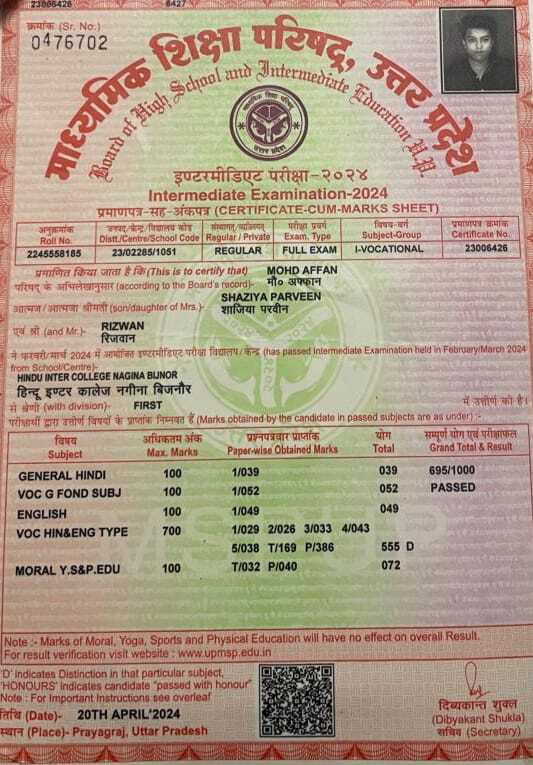 23006426 8427
क्रमांक (Sr. No.)
0476702
माध्यमिक शिक्षा परिषद्, उत्तर प्रदेश
Board of High School and Intermediate Education U.P.
इण्टरमीडिएट परीक्षा-२०२४
Intermediate Examination-2024
प्रमाणपत्र-सह-अंकपत्र (CERTIFICATE-CUM-MARKS SHEET)
अनुक्रमांक जनपद/केन्द्र/विद्यालय कोड संस्थागत/व्यक्तिगत परीक्षा प्रवर्ग विषय-वर्ग प्रमाणपत्र क्रमांक
Roll No. Distt./Centre/School Code Regular / Private Exam. Type Subject-Group Certificate No.
2245558185 23/02285/1051 REGULAR FULL EXAM I-VOCATIONAL 23006426
प्रमाणित किया जाता है कि (This is to certify that) MOHD AFFAN
परिषद के अभिलेखानुसार (according to the Board's record)- मौ० अफ्फान
SHAZIYA PARVEEN
आत्मज/आत्मजा श्रीमती (son/daughter of Mrs.)- शाजिया परवीन
एवं श्री (and Mr.)- RIZWAN
रिजवान
ने फरवरी/मार्च 2024 में आयोजित इण्टरमीडिएट परीक्षा विद्यालय/केन्द्र (has passed Intermediate Examination held in February/March 2024
from School/Centre)-
HINDU INTER COLLEGE NAGINA BIJNOR
हिन्दू इण्टर कालेज नगीना बिजनौर में उत्तीर्ण की है।
से श्रेणी (with division)- FIRST
परीक्षार्थी द्वारा उत्तीर्ण विषयों के प्राप्तांक निम्नवत हैं (Marks obtained by the candidate in passed subjects are as under) :-
विषय अधिकतम अंक प्रश्नपत्रवार प्राप्तांक योग सम्पूर्ण योग एवं परीक्षाफल
Subject Max. Marks Paper-wise Obtained Marks Total Grand Total & Result
GENERAL HINDI 100 1/039 039 695/1000
VOC G FOND SUBJ 100 1/052 052 PASSED
ENGLISH 100 1/049 049
VOC HIN&ENG TYPE 700 1/029 2/026 3/033 4/043
5/038 T/169 P/386 555 D
MORAL Y.S&P.EDU 100 T/032 P/040 072
Note :- Marks of Moral, Yoga, Sports and Physical Education will have no effect on overall Result.
For result verification visit website : www.upmsp.edu.in
'D' indicates Distinction in that particular subject,
'HONOURS' indicates candidate "passed with honour"
Note : For Important Instructions see overleaf
तिथि (Date)- 20TH APRIL'2024
स्थान (Place)- Prayagraj, Uttar Pradesh
दिब्यकान्त शुक्ल
(Dibyakant Shukla)
सचिव (Secretary)